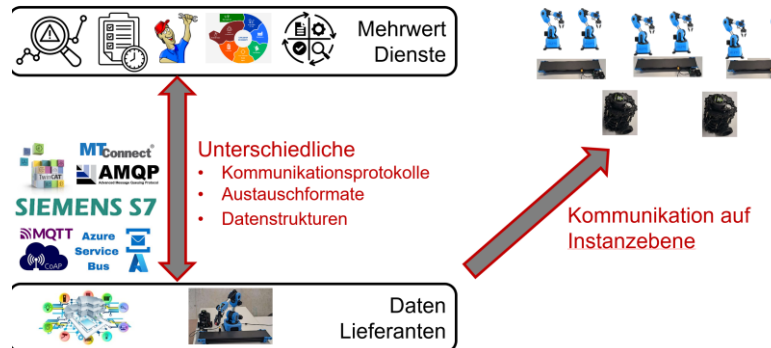 Mehrwert
Dienste
Unterschiedliche
• Kommunikationsprotokolle
• Austauschformate
• Datenstrukturen
TwinCAT
MTConnect®
AMQP
Advanced Message Queuing Protocol
SIEMENS S7
MQTT
CoAP
Azure
Service
Bus
Kommunikation auf
Instanzebene
Daten
Lieferanten